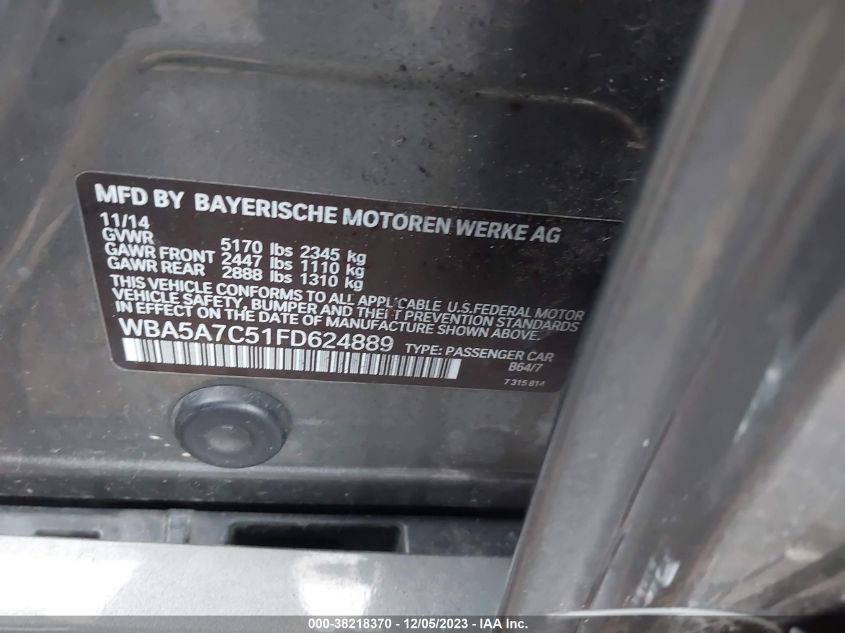 MFD BY BAYERISCHE MOTOREN WERKE AG
11/14
GVWR 5170 lbs 2345 kg
GAWR FRONT 2447 lbs 1110 kg
GAWR REAR 2888 lbs 1310 kg
THIS VEHICLE CONFORMS TO ALL APPLICABLE U.S.FEDERAL MOTOR
VEHICLE SAFETY, BUMPER AND THEFT PREVENTION STANDARDS
IN EFFECT ON THE DATE OF MANUFACTURE SHOWN ABOVE.
WBA5A7C51FD624889 TYPE: PASSENGER CAR
B64/7
7 315 814
000-38218370 - 12/05/2023 - IAA Inc.